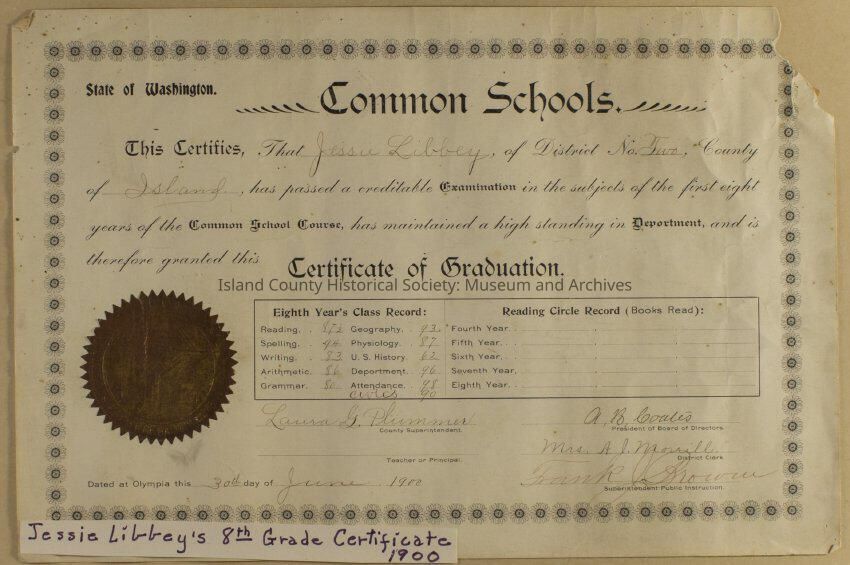 State of Washington.
Common Schools.
This Certifies, That Jessie Libbey, of District No. Two, County
of Island, has passed a creditable Examination in the subjects of the first eight
years of the Common School Course, has maintained a high standing in Deportment, and is
therefore granted this
Certificate of Graduation.
Island County Historical Society: Museum and Archives
Eighth Year's Class Record:
Reading. Geography. 93.
Spelling. 94 Physiology. 87
Writing. 83 U. S. History. 62
Arithmetic. 86 Deportment. 96
Grammar. 80 Attendance. 98
Civics 90
Reading Circle Record (Books Read):
Fourth Year.
Fifth Year.
Sixth Year.
Seventh Year.
Eighth Year.
Laura G. Plummer
County Superintendent.
A. B. Coates
President of Board of Directors.
Teacher or Principal.
Mrs. A. J. Morrill
District Clerk.
Dated at Olympia this 30th day of June 1900
Frank J. Browne
Superintendent Public Instruction.
Jessie Libbey's 8th Grade Certificate
1900